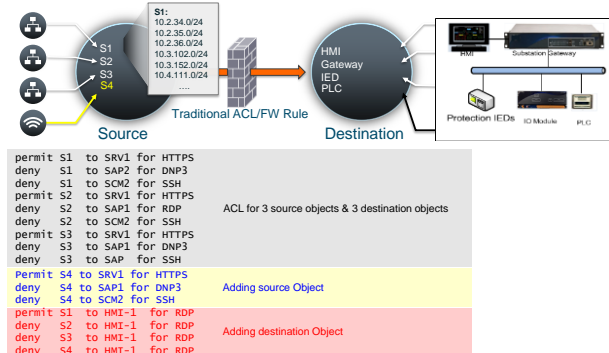 S1:
10.2.34.0/24
10.2.35.0/24
10.2.36.0/24
10.3.102.0/24
10.3.152.0/24
10.4.111.0/24
....
S1
S2
S3
S4
Source
Traditional ACL/FW Rule
HMI
Gateway
IED
PLC
Destination
HMI
Substation Gateway
Protection IEDs
IO Module
PLC
permit S1 to SRV1 for HTTPS
deny S1 to SAP2 for DNP3
deny S1 to SCM2 for SSH
permit S2 to SRV1 for HTTPS
deny S2 to SAP1 for RDP
deny S2 to SCM2 for SSH
permit S3 to SRV1 for HTTPS
deny S3 to SAP1 for DNP3
deny S3 to SAP for SSH
ACL for 3 source objects & 3 destination objects
Permit S4 to SRV1 for HTTPS
deny S4 to SAP1 for DNP3
deny S4 to SCM2 for SSH
Adding source Object
permit S1 to HMI-1 for RDP
deny S2 to HMI-1 for RDP
deny S3 to HMI-1 for RDP
deny S4 to HMI-1 for RDP
Adding destination Object